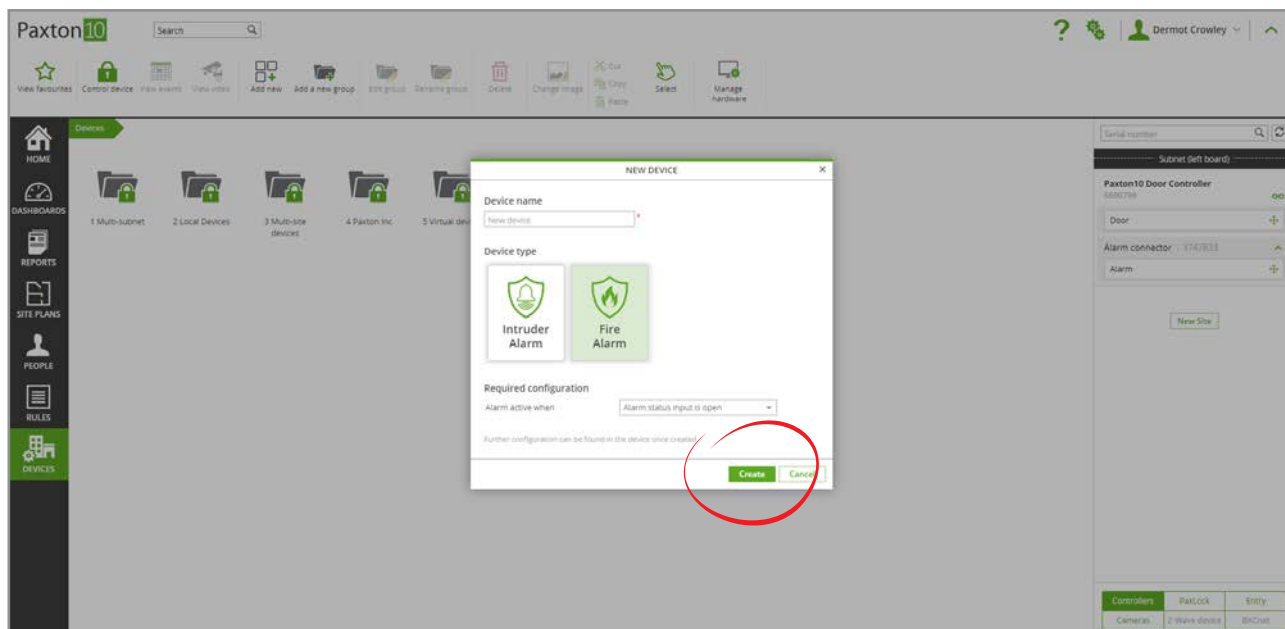 Paxton10
Search
Dermot Crowley
View favourites
Control device
View events
View video
Add new
Add a new group
Edit group
Rename group
Delete
Change image
Cut
Copy
Paste
Select
Manage hardware
HOME
DASHBOARDS
REPORTS
SITE PLANS
PEOPLE
RULES
DEVICES
Devices
1 Multi-subnet
2 Local Devices
3 Multi-site
devices
4 Paxton Inc
5 Virtual dev
NEW DEVICE
Device name
New device
*
Device type
Intruder
Alarm
Fire
Alarm
Required configuration
Alarm active when
Alarm status input is open
Further configuration can be found in the device once created
Create
Cancel
Serial number
Subnet (left board)
Paxton10 Door Controller
Door
Alarm connector
Alarm
New Site
Controllers
PaxLock
Entry
Cameras
Z-Wave device